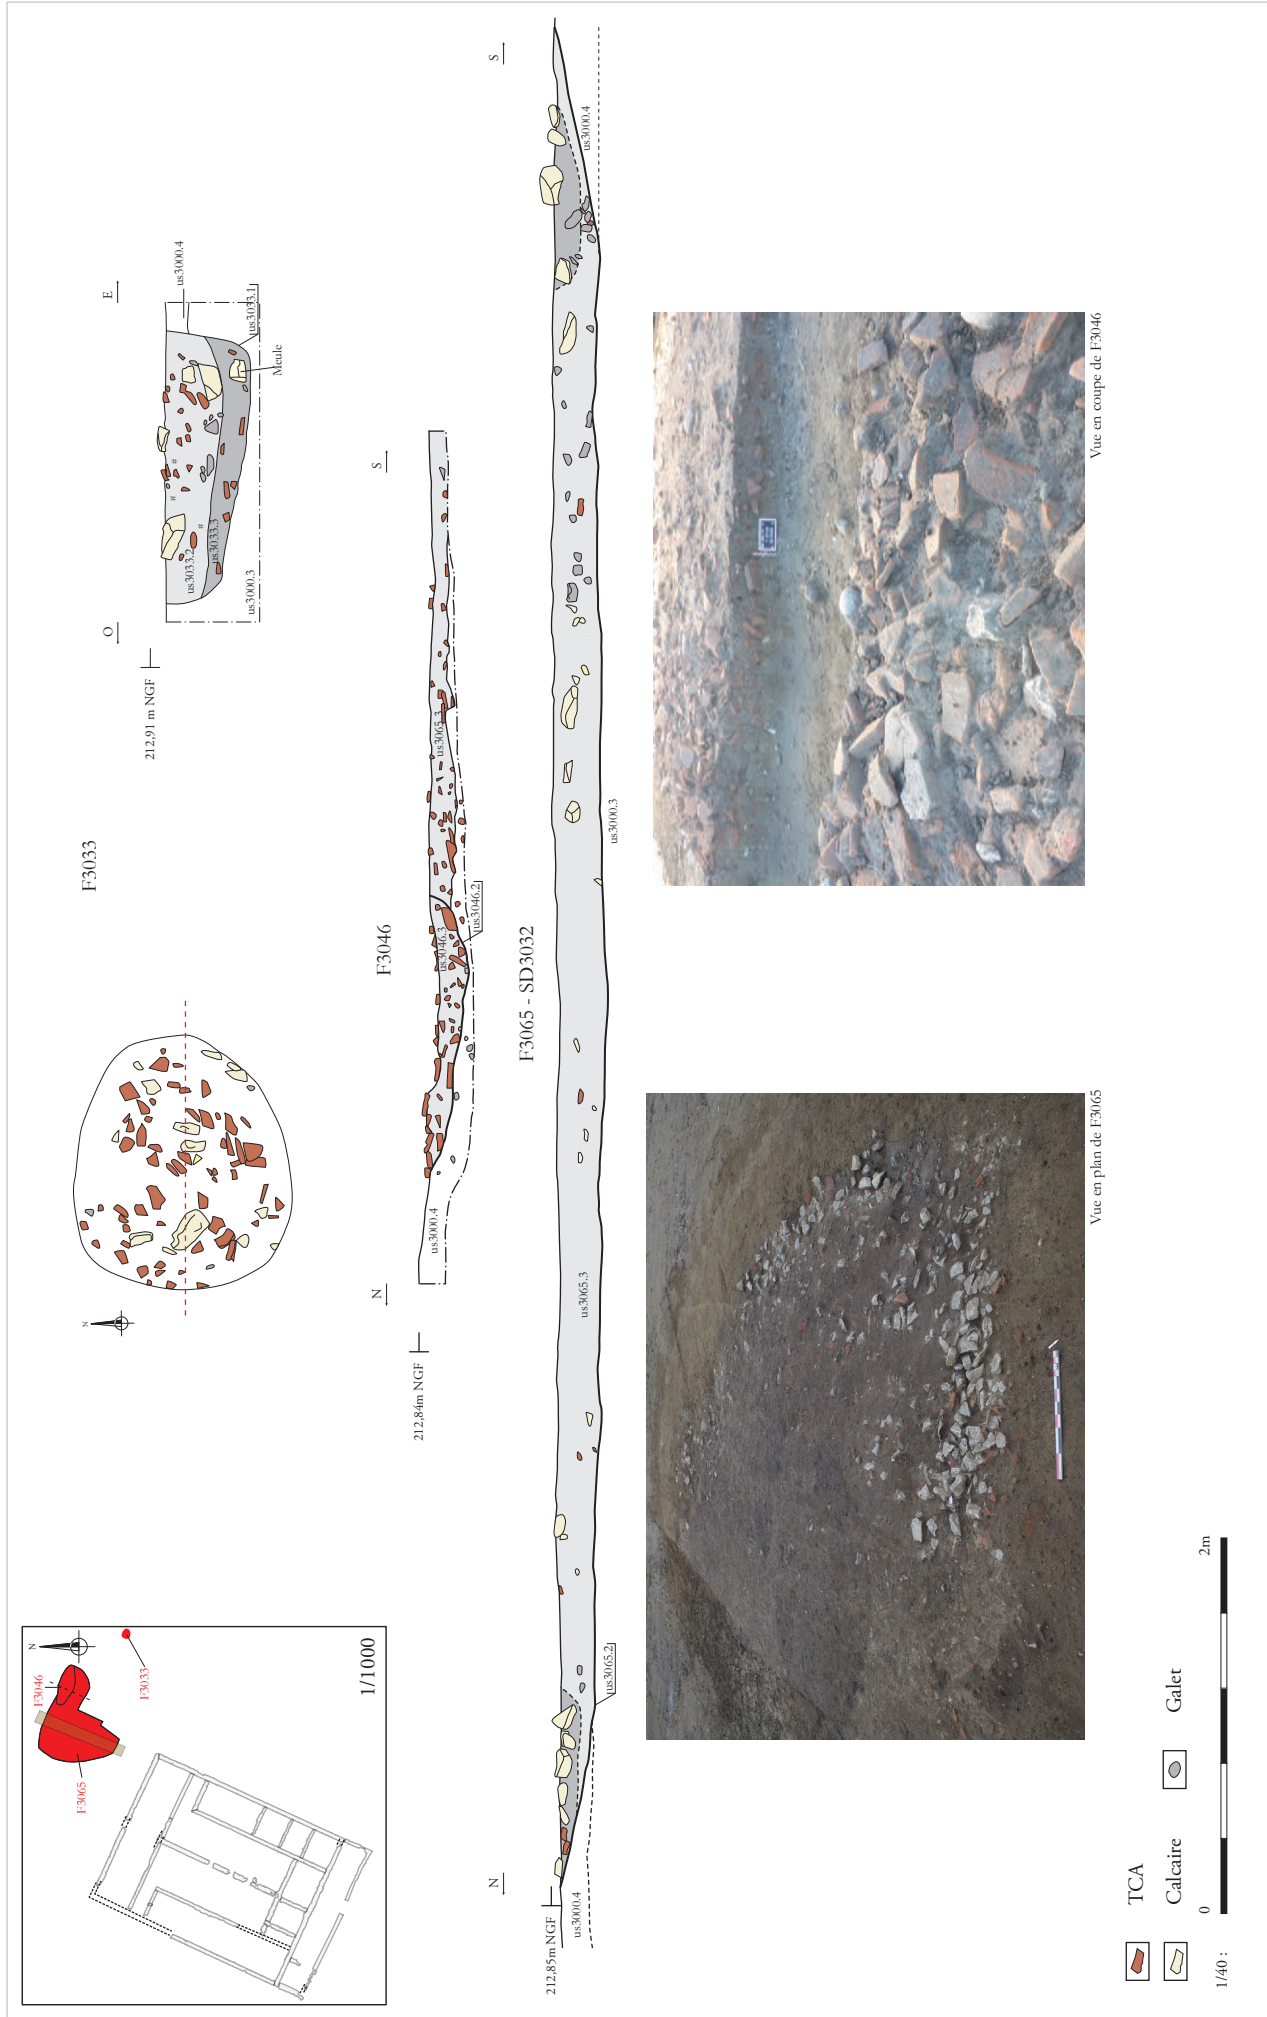 N
F3046
F3065
F3033
1/1000
F3033
N
212,91 m NGF
O
E
us3033.2
us3033.3
us3000.3
us3000.4
us3033.1
Meule
F3046
212,84m NGF
N
S
us3000.4
us3046.3
us3046.2
us3065.3
F3065 - SD3032
212,85m NGF
N
S
us3000.4
us3065.2
us3065.3
us3000.3
us3000.4
Vue en plan de F3065
Vue en coupe de F3046
TCA
Calcaire
Galet
1/40 :
0
2m